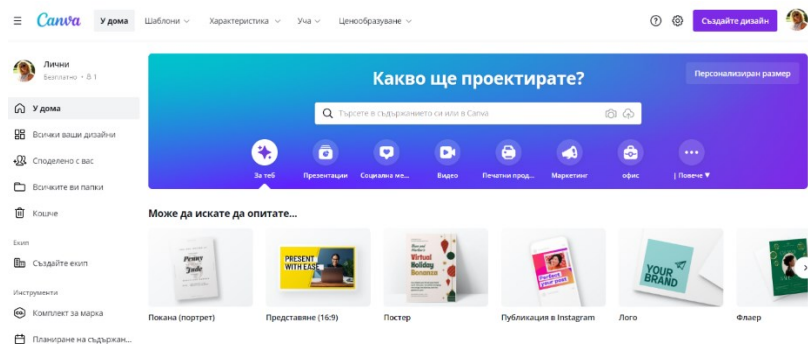 Canva
У дома
Шаблони
Характеристика
Уча
Ценообразуване
Създайте дизайн
Лични
Безплатно • 1
У дома
Всички ваши дизайни
Споделено с вас
Всичките ви папки
Кошче
Екип
Създайте екип
Инструменти
Комплект за марка
Планиране на съдържан...
Какво ще проектирате?
Персонализиран размер
Търсете в съдържанието си или в Canva
За теб
Презентации
Социална ме...
Видео
Печатни прод...
Маркетинг
офис
| Повече ▼
Може да искате да опитате...
Penny
Jude
PRESENT
WITH EASE
Virtual
Holiday
Bonanza
Perfect
your post
YOUR
BRAND
Покана (портрет)
Представяне (16:9)
Постер
Публикация в Instagram
Лого
Флаер